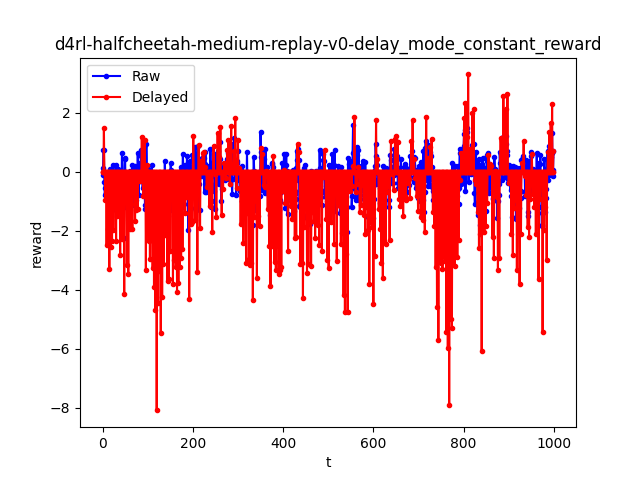 d4rl-halfcheetah-medium-replay-v0-delay_mode_constant_reward
Raw
Delayed
2
0
−2
−4
−6
−8
reward
0 200 400 600 800 1000
t